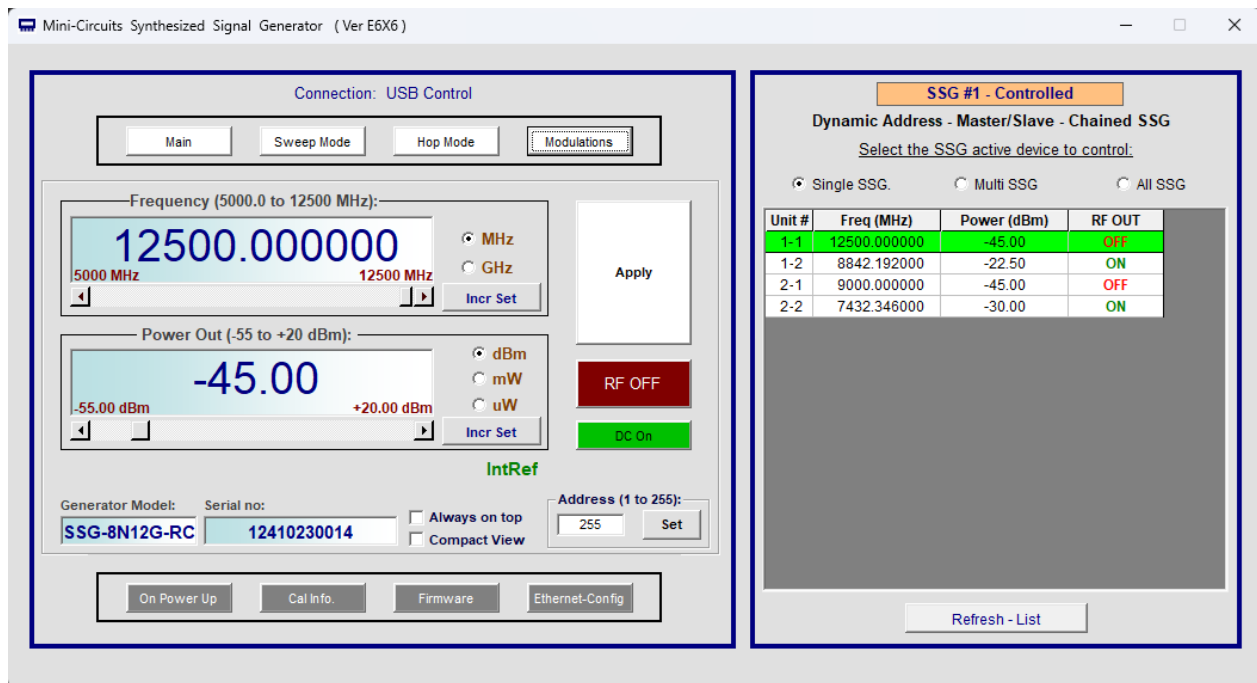 Mini-Circuits Synthesized Signal Generator ( Ver E6X6 )
Connection: USB Control
Main Sweep Mode Hop Mode Modulations
Frequency (5000.0 to 12500 MHz):
12500.000000
5000 MHz 12500 MHz
MHz
GHz
Incr Set
Apply
Power Out (-55 to +20 dBm):
-45.00
-55.00 dBm +20.00 dBm
dBm
mW
uW
Incr Set
RF OFF
DC On
IntRef
Generator Model:
SSG-8N12G-RC
Serial no:
12410230014
Always on top
Compact View
Address (1 to 255):
255 Set
On Power Up Cal Info. Firmware Ethernet-Config
SSG #1 - Controlled
Dynamic Address - Master/Slave - Chained SSG
Select the SSG active device to control:
Single SSG. Multi SSG All SSG
Unit # Freq (MHz) Power (dBm) RF OUT
1-1 12500.000000 -45.00 OFF
1-2 8842.192000 -22.50 ON
2-1 9000.000000 -45.00 OFF
2-2 7432.346000 -30.00 ON
Refresh - List